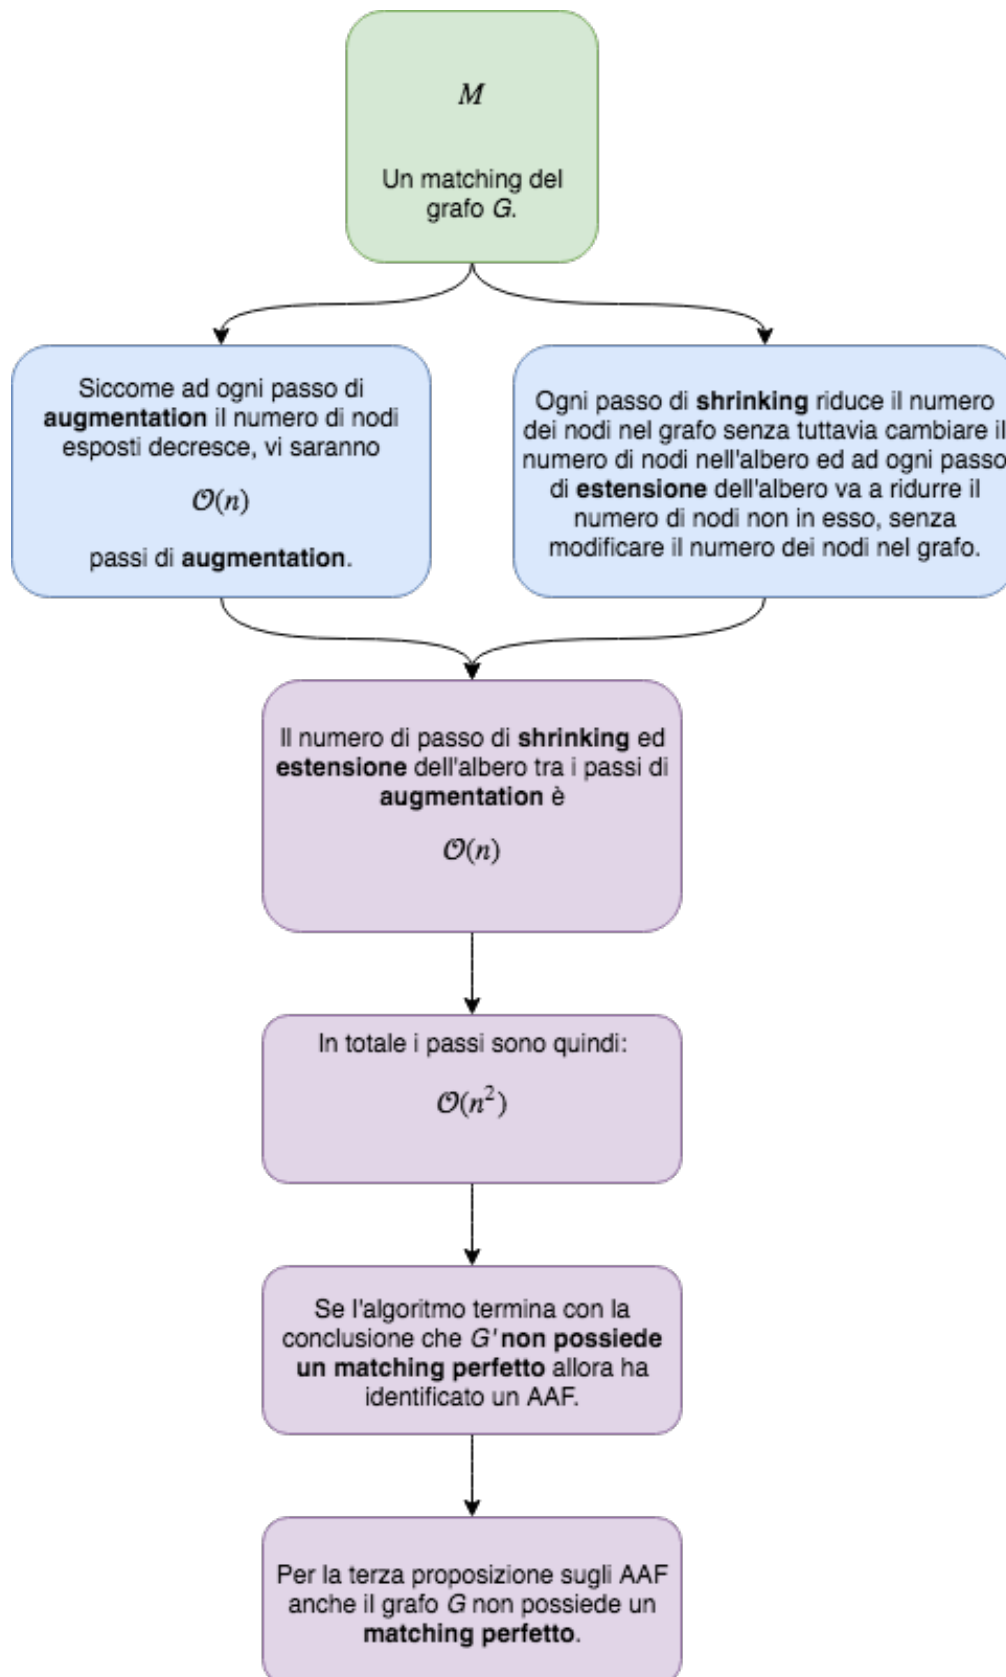 M
Un matching del
grafo G.
Siccome ad ogni passo di
augmentation il numero di nodi
esposti decresce, vi saranno
𝒪(n)
passi di augmentation.
Ogni passo di shrinking riduce il numero
dei nodi nel grafo senza tuttavia cambiare il
numero di nodi nell'albero ed ad ogni passo
di estensione dell'albero va a ridurre il
numero di nodi non in esso, senza
modificare il numero dei nodi nel grafo.
Il numero di passo di shrinking ed
estensione dell'albero tra i passi di
augmentation è
𝒪(n)
In totale i passi sono quindi:
𝒪(n²)
Se l'algoritmo termina con la
conclusione che G' non possiede
un matching perfetto allora ha
identificato un AAF.
Per la terza proposizione sugli AAF
anche il grafo G non possiede un
matching perfetto.